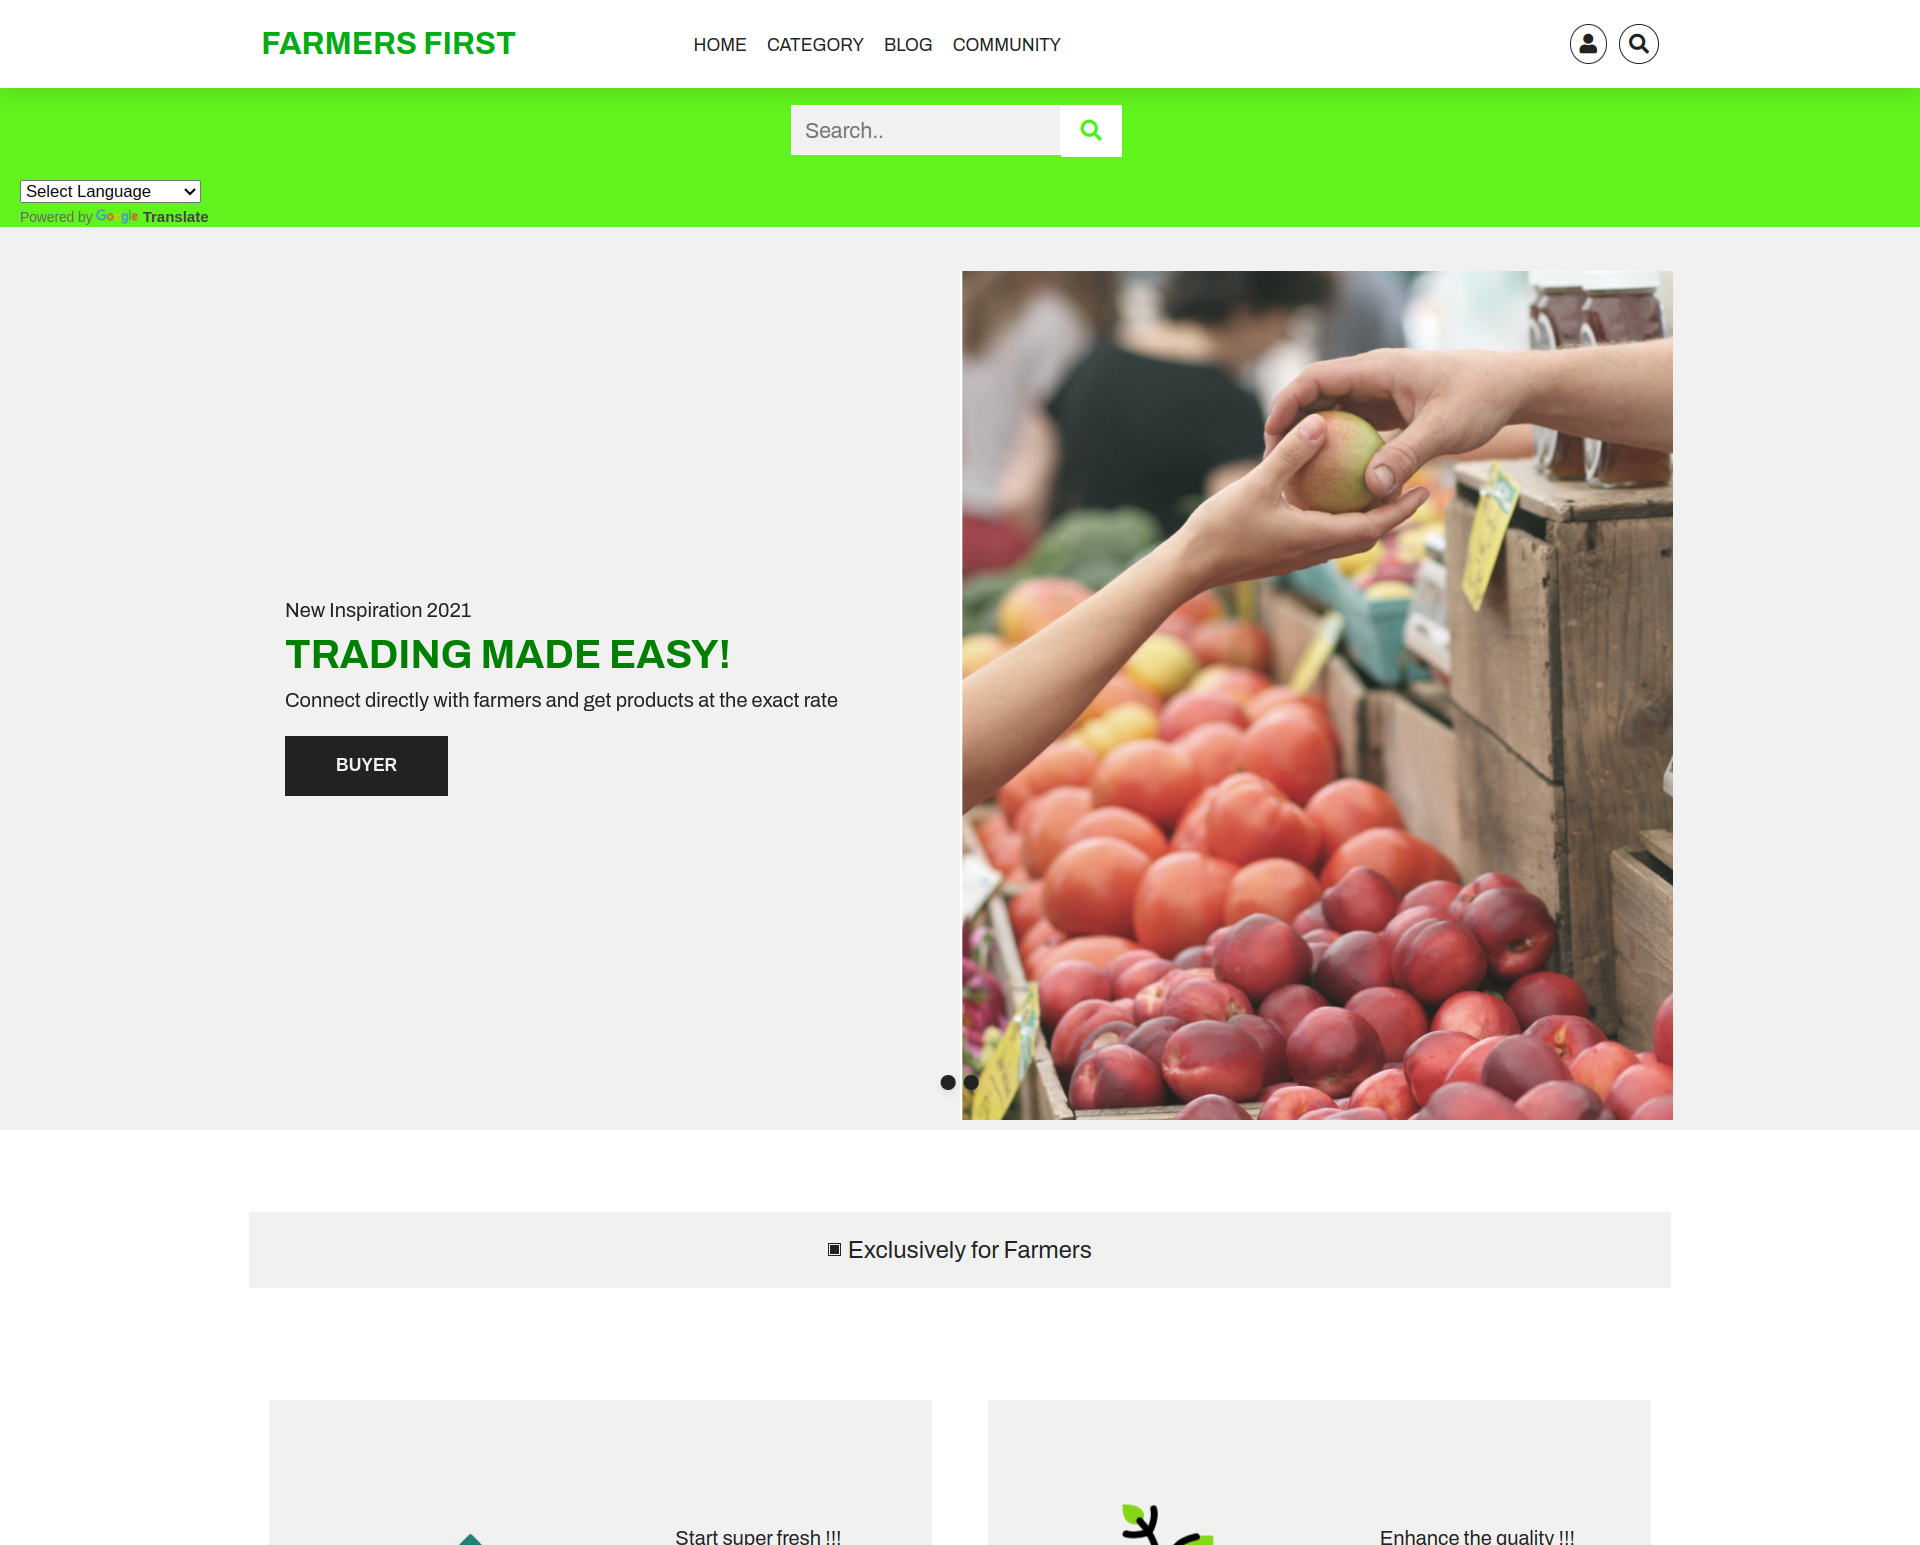 FARMERS FIRST
HOME CATEGORY BLOG COMMUNITY
Search..
Select Language
Powered by Google Translate
New Inspiration 2021
TRADING MADE EASY!
Connect directly with farmers and get products at the exact rate
BUYER
▣ Exclusively for Farmers
Start super fresh !!!
Enhance the quality !!!